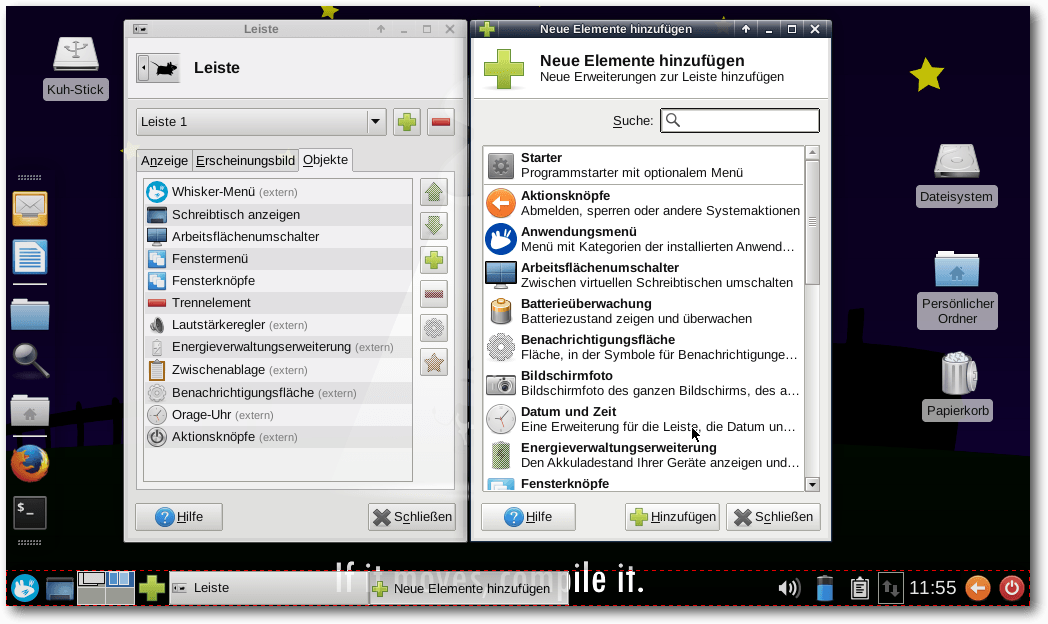 Leiste
Leiste
Leiste 1
Anzeige
Erscheinungsbild
Objekte
Whisker-Menü (extern)
Schreibtisch anzeigen
Arbeitsflächenumschalter
Fenstermenü
Fensterknöpfe
Trennelement
Lautstärkeregler (extern)
Energieverwaltungserweiterung (extern)
Zwischenablage (extern)
Benachrichtigungsfläche (extern)
Orage-Uhr (extern)
Aktionsknöpfe (extern)
Hilfe
Schließen
Neue Elemente hinzufügen
Neue Elemente hinzufügen
Neue Erweiterungen zur Leiste hinzufügen
Suche:
Starter
Programmstarter mit optionalem Menü
Aktionsknöpfe
Abmelden, sperren oder andere Systemaktionen
Anwendungsmenü
Menü mit Kategorien der installierten Anwend…
Arbeitsflächenumschalter
Zwischen virtuellen Schreibtischen umschalten
Batterieüberwachung
Batteriezustand zeigen und überwachen
Benachrichtigungsfläche
Fläche, in der Symbole für Benachrichtigunge…
Bildschirmfoto
Bildschirmfoto des ganzen Bildschirms, des a…
Datum und Zeit
Eine Erweiterung für die Leiste, die Datum un…
Energieverwaltungserweiterung
Den Akkuladestand Ihrer Geräte anzeigen und…
Fensterknöpfe
Hilfe
Hinzufügen
Schließen
Kuh-Stick
Dateisystem
Persönlicher
Ordner
Papierkorb
$_
If it moves, compile it.
Leiste
Neue Elemente hinzufügen
11:55